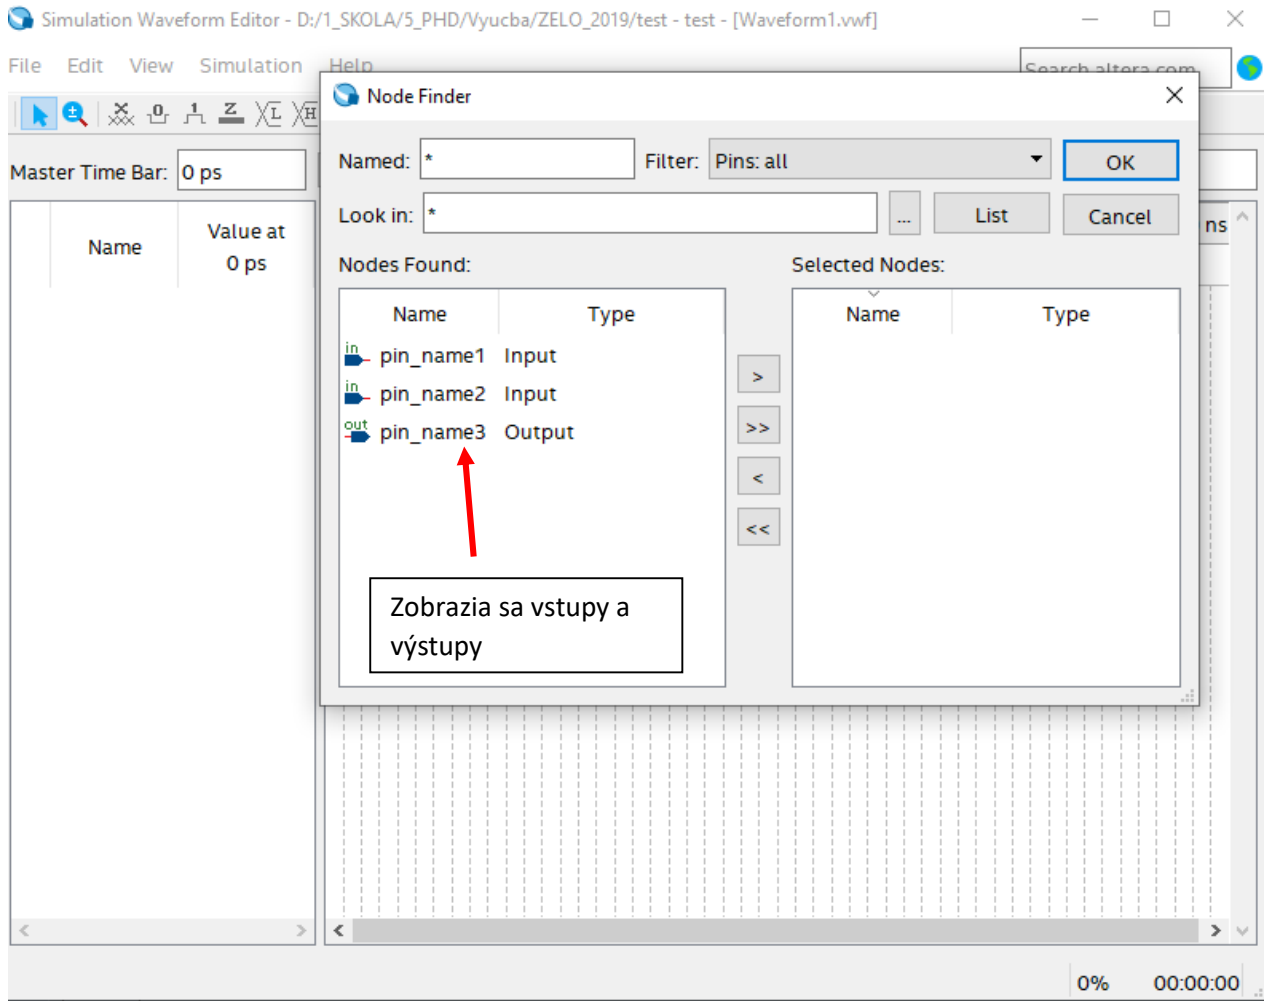 Simulation Waveform Editor - D:/1_SKOLA/5_PHD/Vyucba/ZELO_2019/test - test - [Waveform1.vwf]
File Edit View Simulation Help
Search altera.com
Node Finder
Named: * Filter: Pins: all OK
Master Time Bar: 0 ps
Look in: * ... List Cancel
Name Value at
0 ps
ns
Nodes Found: Selected Nodes:
Name Type Name Type
in pin_name1 Input
in pin_name2 Input
out pin_name3 Output
>
>>
<
<<
Zobrazia sa vstupy a
výstupy
0% 00:00:00